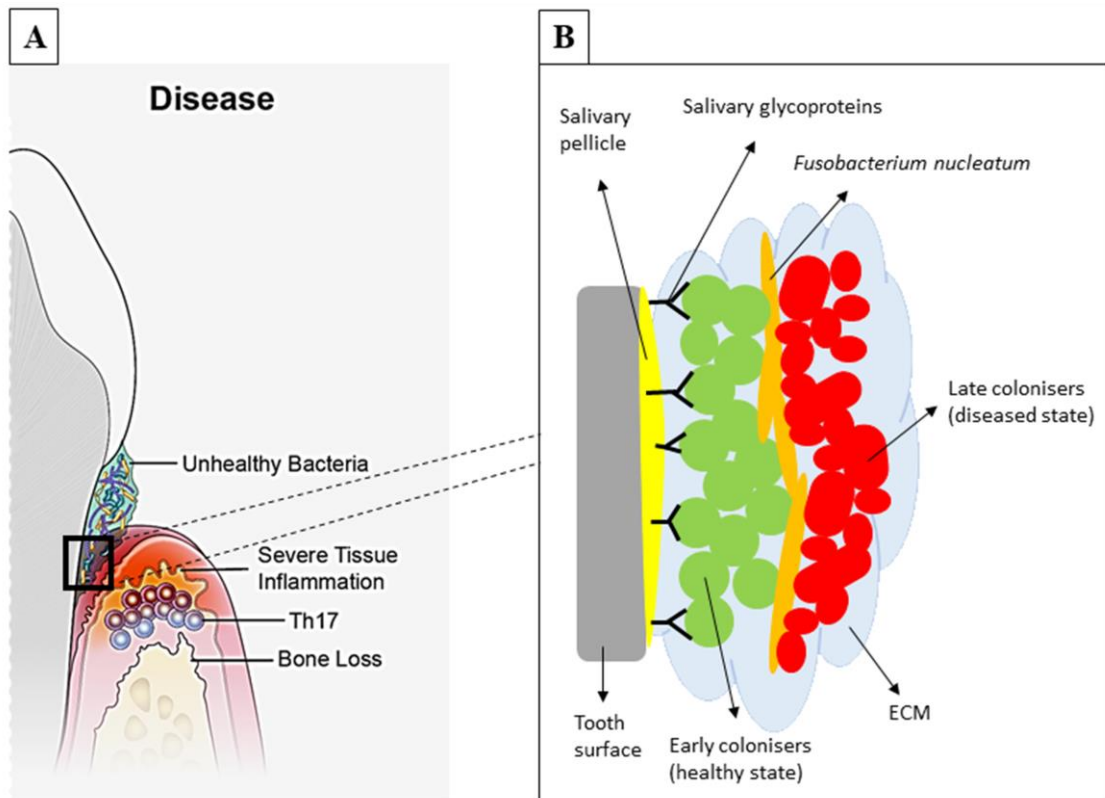 A
Disease
Unhealthy Bacteria
Severe Tissue
Inflammation
Th17
Bone Loss
B
Salivary
pellicle
Salivary glycoproteins
Fusobacterium nucleatum
Late colonisers
(diseased state)
ECM
Tooth
surface
Early colonisers
(healthy state)